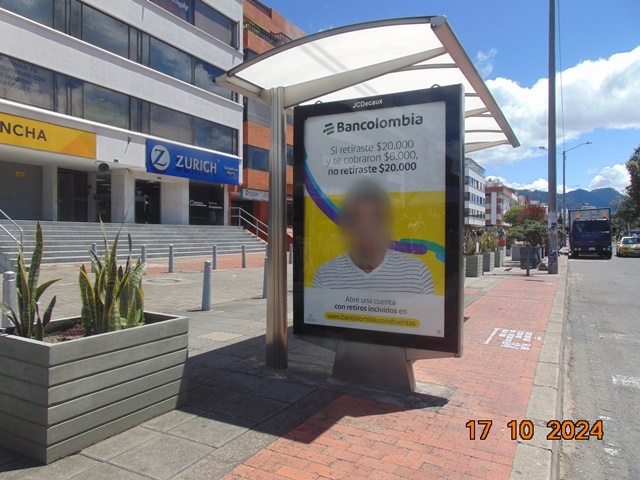 NCHA
ZURICH
JCDecaux
Bancolombia
Si retiraste $20.000
y te cobraron $6.000,
no retiraste $20.000
Abre una cuenta
con retiros incluidos en
www.bancolombia.com/cuentas
17 10 2024